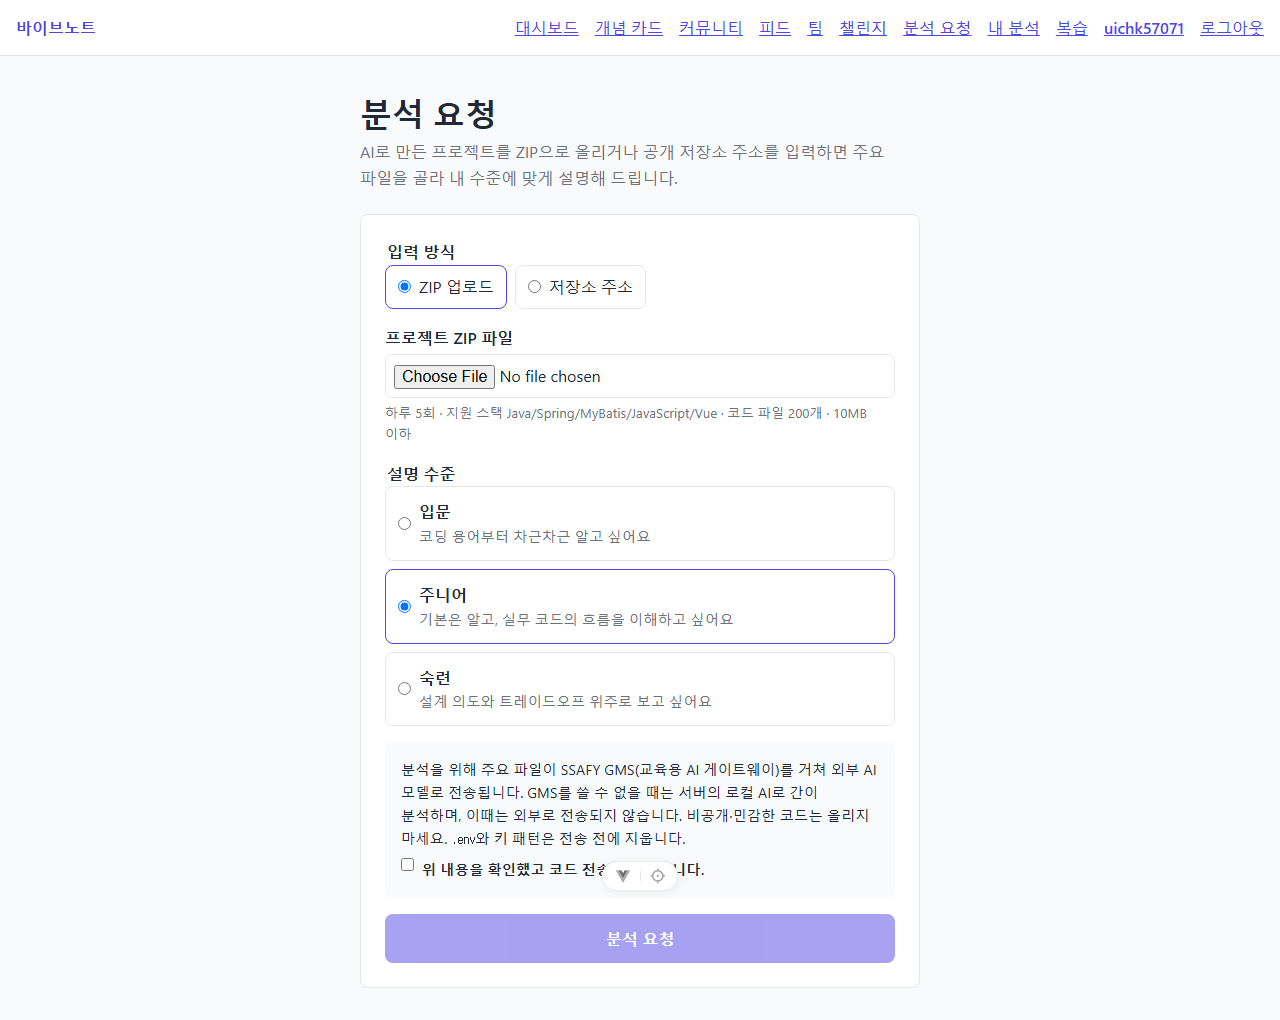 바이브노트
대시보드 개념 카드 커뮤니티 피드 팀 챌린지 분석 요청 내 분석 복습 uichk57071 로그아웃
분석 요청
AI로 만든 프로젝트를 ZIP으로 올리거나 공개 저장소 주소를 입력하면 주요
파일을 골라 내 수준에 맞게 설명해 드립니다.
입력 방식
ZIP 업로드 저장소 주소
프로젝트 ZIP 파일
Choose File No file chosen
하루 5회 · 지원 스택 Java/Spring/MyBatis/JavaScript/Vue · 코드 파일 200개 · 10MB
이하
설명 수준
입문
코딩 용어부터 차근차근 알고 싶어요
주니어
기본은 알고, 실무 코드의 흐름을 이해하고 싶어요
숙련
설계 의도와 트레이드오프 위주로 보고 싶어요
분석을 위해 주요 파일이 SSAFY GMS(교육용 AI 게이트웨이)를 거쳐 외부 AI
모델로 전송됩니다. GMS를 쓸 수 없을 때는 서버의 로컬 AI로 간이
분석하며, 이때는 외부로 전송되지 않습니다. 비공개·민감한 코드는 올리지
마세요. .env와 키 패턴은 전송 전에 지웁니다.
위 내용을 확인했고 코드 니다.
분석 요청